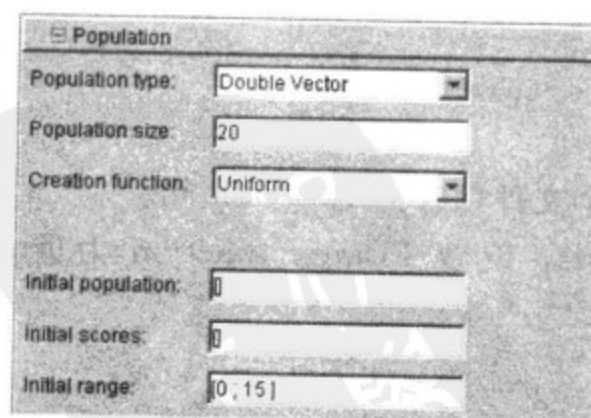 Population
Population type: Double Vector
Population size: 20
Creation function: Uniform
Initial population: []
Initial scores: []
Initial range: [0 ; 15 ]